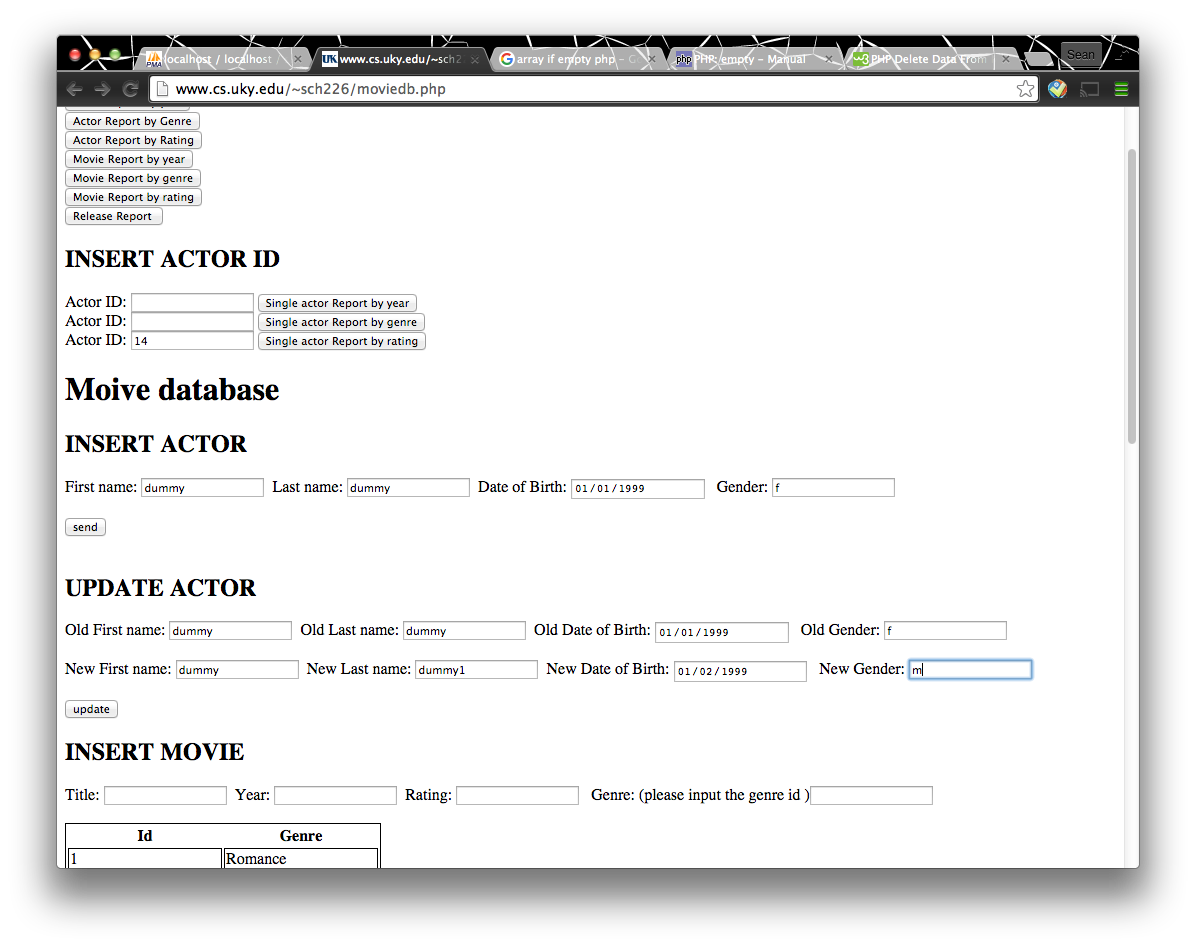 localhost / localhost /
www.cs.uky.edu/~sch22
array if empty php - Go
PHP: empty - Manual
PHP Delete Data From
Sean
www.cs.uky.edu/~sch226/moviedb.php
Actor Report by Genre
Actor Report by Rating
Movie Report by year
Movie Report by genre
Movie Report by rating
Release Report
INSERT ACTOR ID
Actor ID: Single actor Report by year
Actor ID: Single actor Report by genre
Actor ID: 14 Single actor Report by rating
Moive database
INSERT ACTOR
First name: dummy Last name: dummy Date of Birth: 01/01/1999 Gender: f
send
UPDATE ACTOR
Old First name: dummy Old Last name: dummy Old Date of Birth: 01/01/1999 Old Gender: f
New First name: dummy New Last name: dummy1 New Date of Birth: 01/02/1999 New Gender: m
update
INSERT MOVIE
Title: Year: Rating: Genre: (please input the genre id )
Id Genre
1 Romance